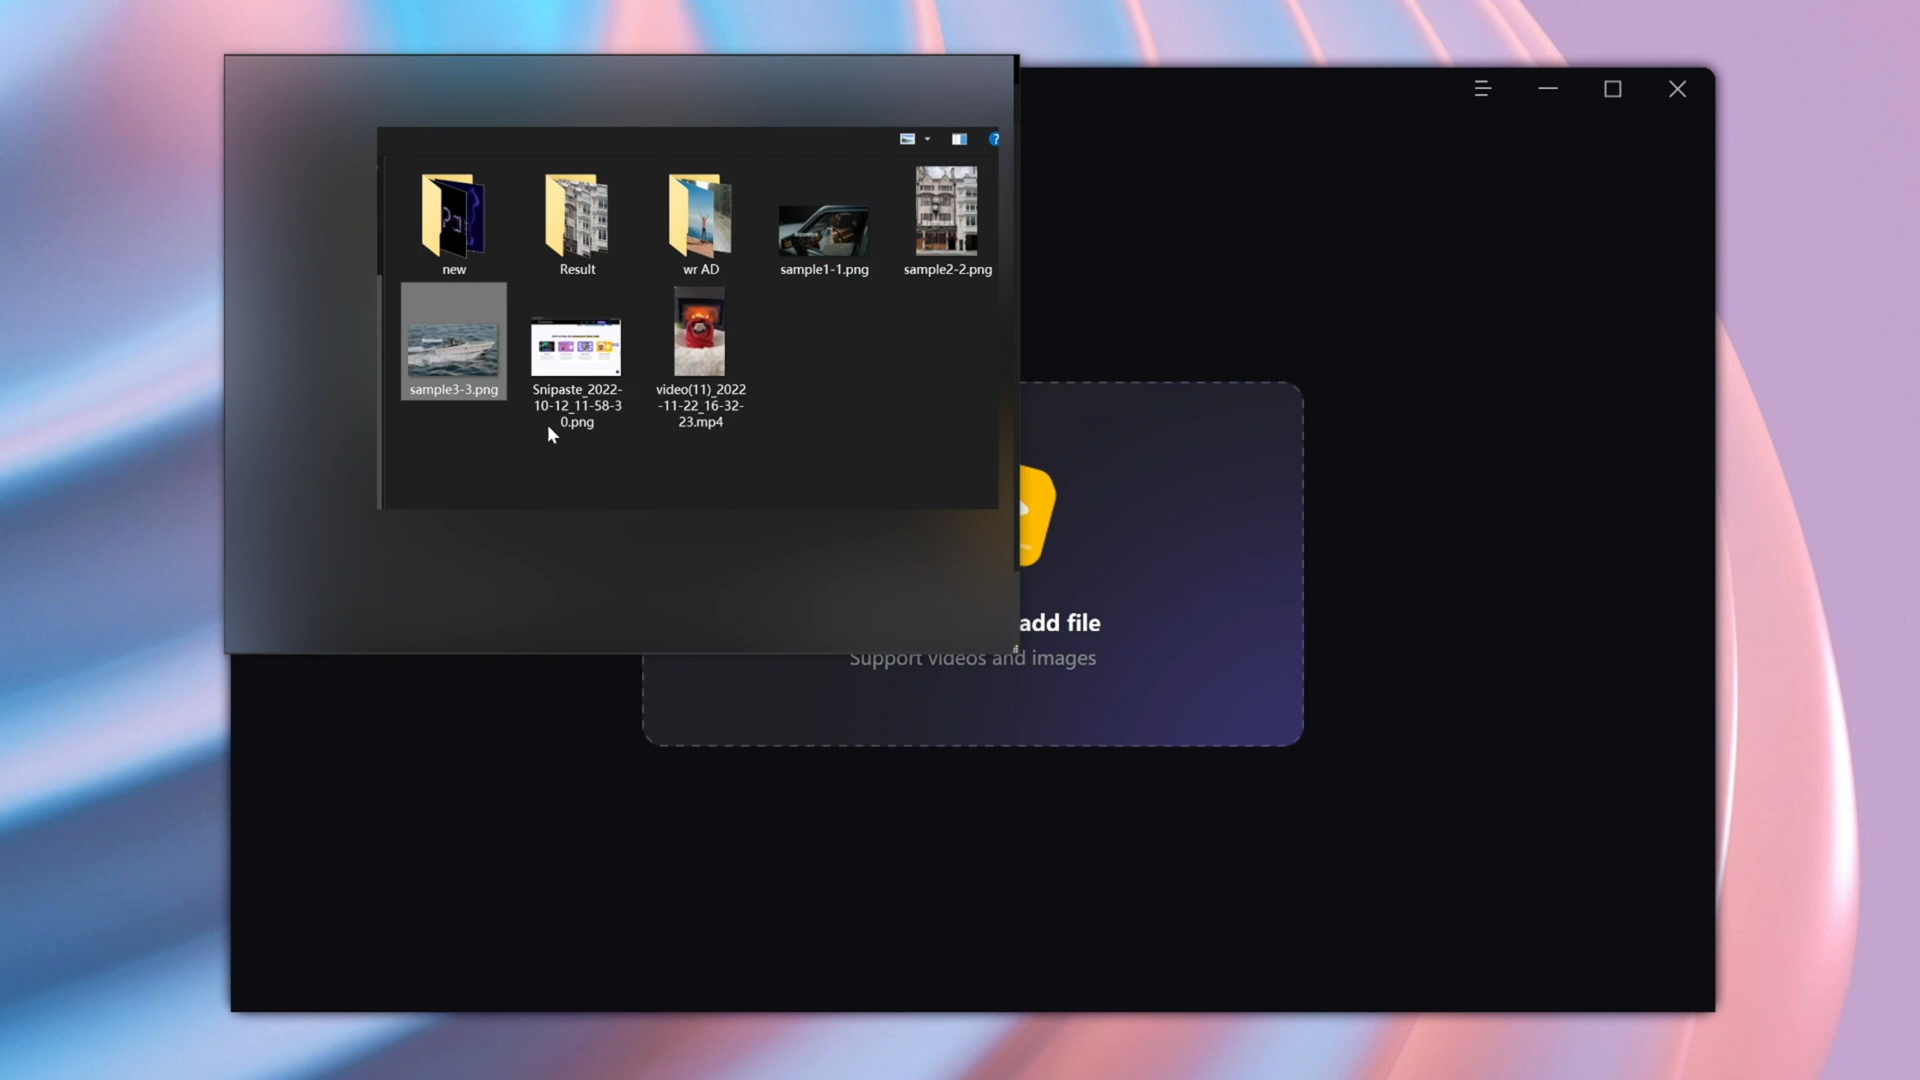 new
Result
wr AD
sample1-1.png
sample2-2.png
sample3-3.png
Snipaste_2022-
10-12_11-58-3
0.png
video(11)_2022
-11-22_16-32-
23.mp4
add file
Support videos and images